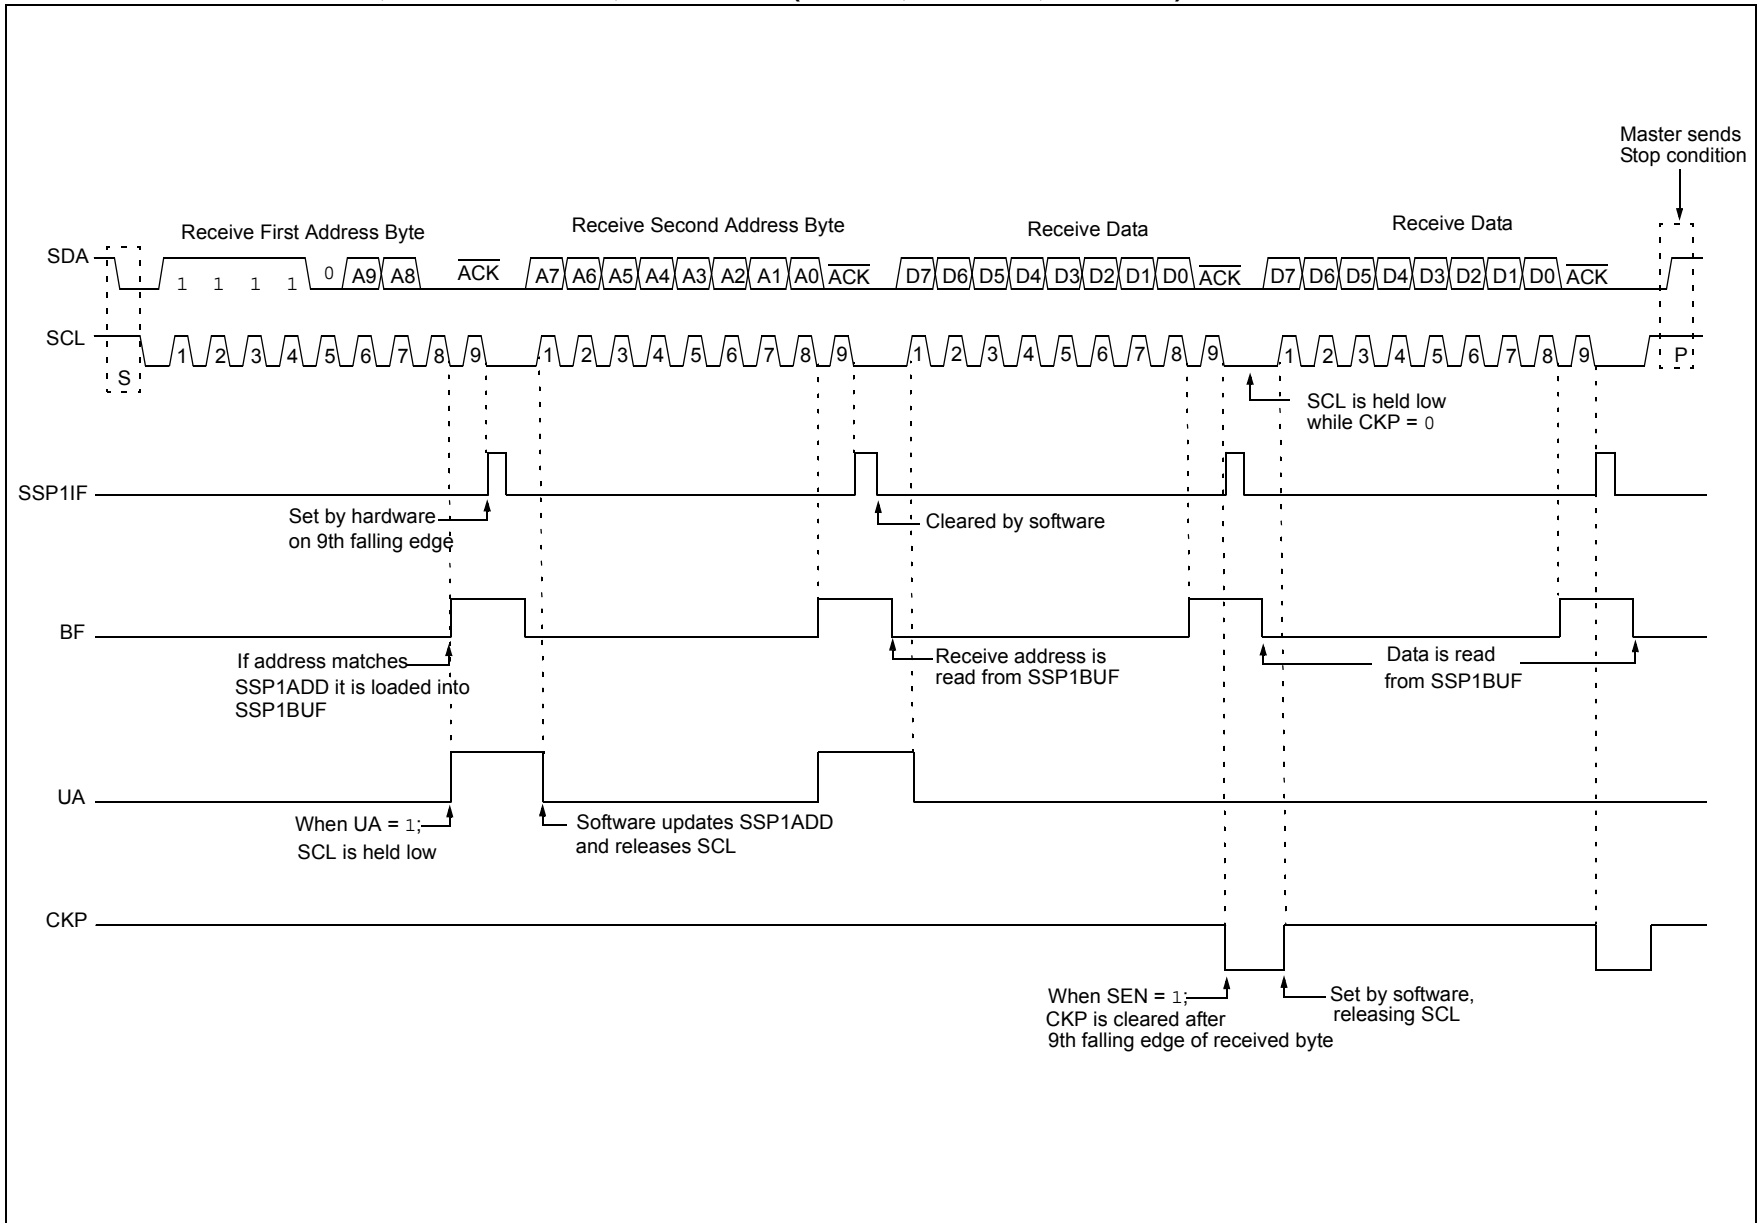 Master sends
Stop condition
Receive First Address Byte
Receive Second Address Byte
Receive Data
Receive Data
SDA
1 1 1 1 0 A9 A8 ACK A7 A6 A5 A4 A3 A2 A1 A0 ACK D7 D6 D5 D4 D3 D2 D1 D0 ACK D7 D6 D5 D4 D3 D2 D1 D0 ACK
SCL
S
1 2 3 4 5 6 7 8 9 1 2 3 4 5 6 7 8 9 1 2 3 4 5 6 7 8 9 1 2 3 4 5 6 7 8 9
P
SCL is held low
while CKP = 0
SSP1IF
Set by hardware
on 9th falling edge
Cleared by software
BF
If address matches
SSP1ADD it is loaded into
SSP1BUF
Receive address is
read from SSP1BUF
Data is read
from SSP1BUF
UA
When UA = 1;
SCL is held low
Software updates SSP1ADD
and releases SCL
CKP
When SEN = 1;
CKP is cleared after
9th falling edge of received byte
Set by software,
releasing SCL